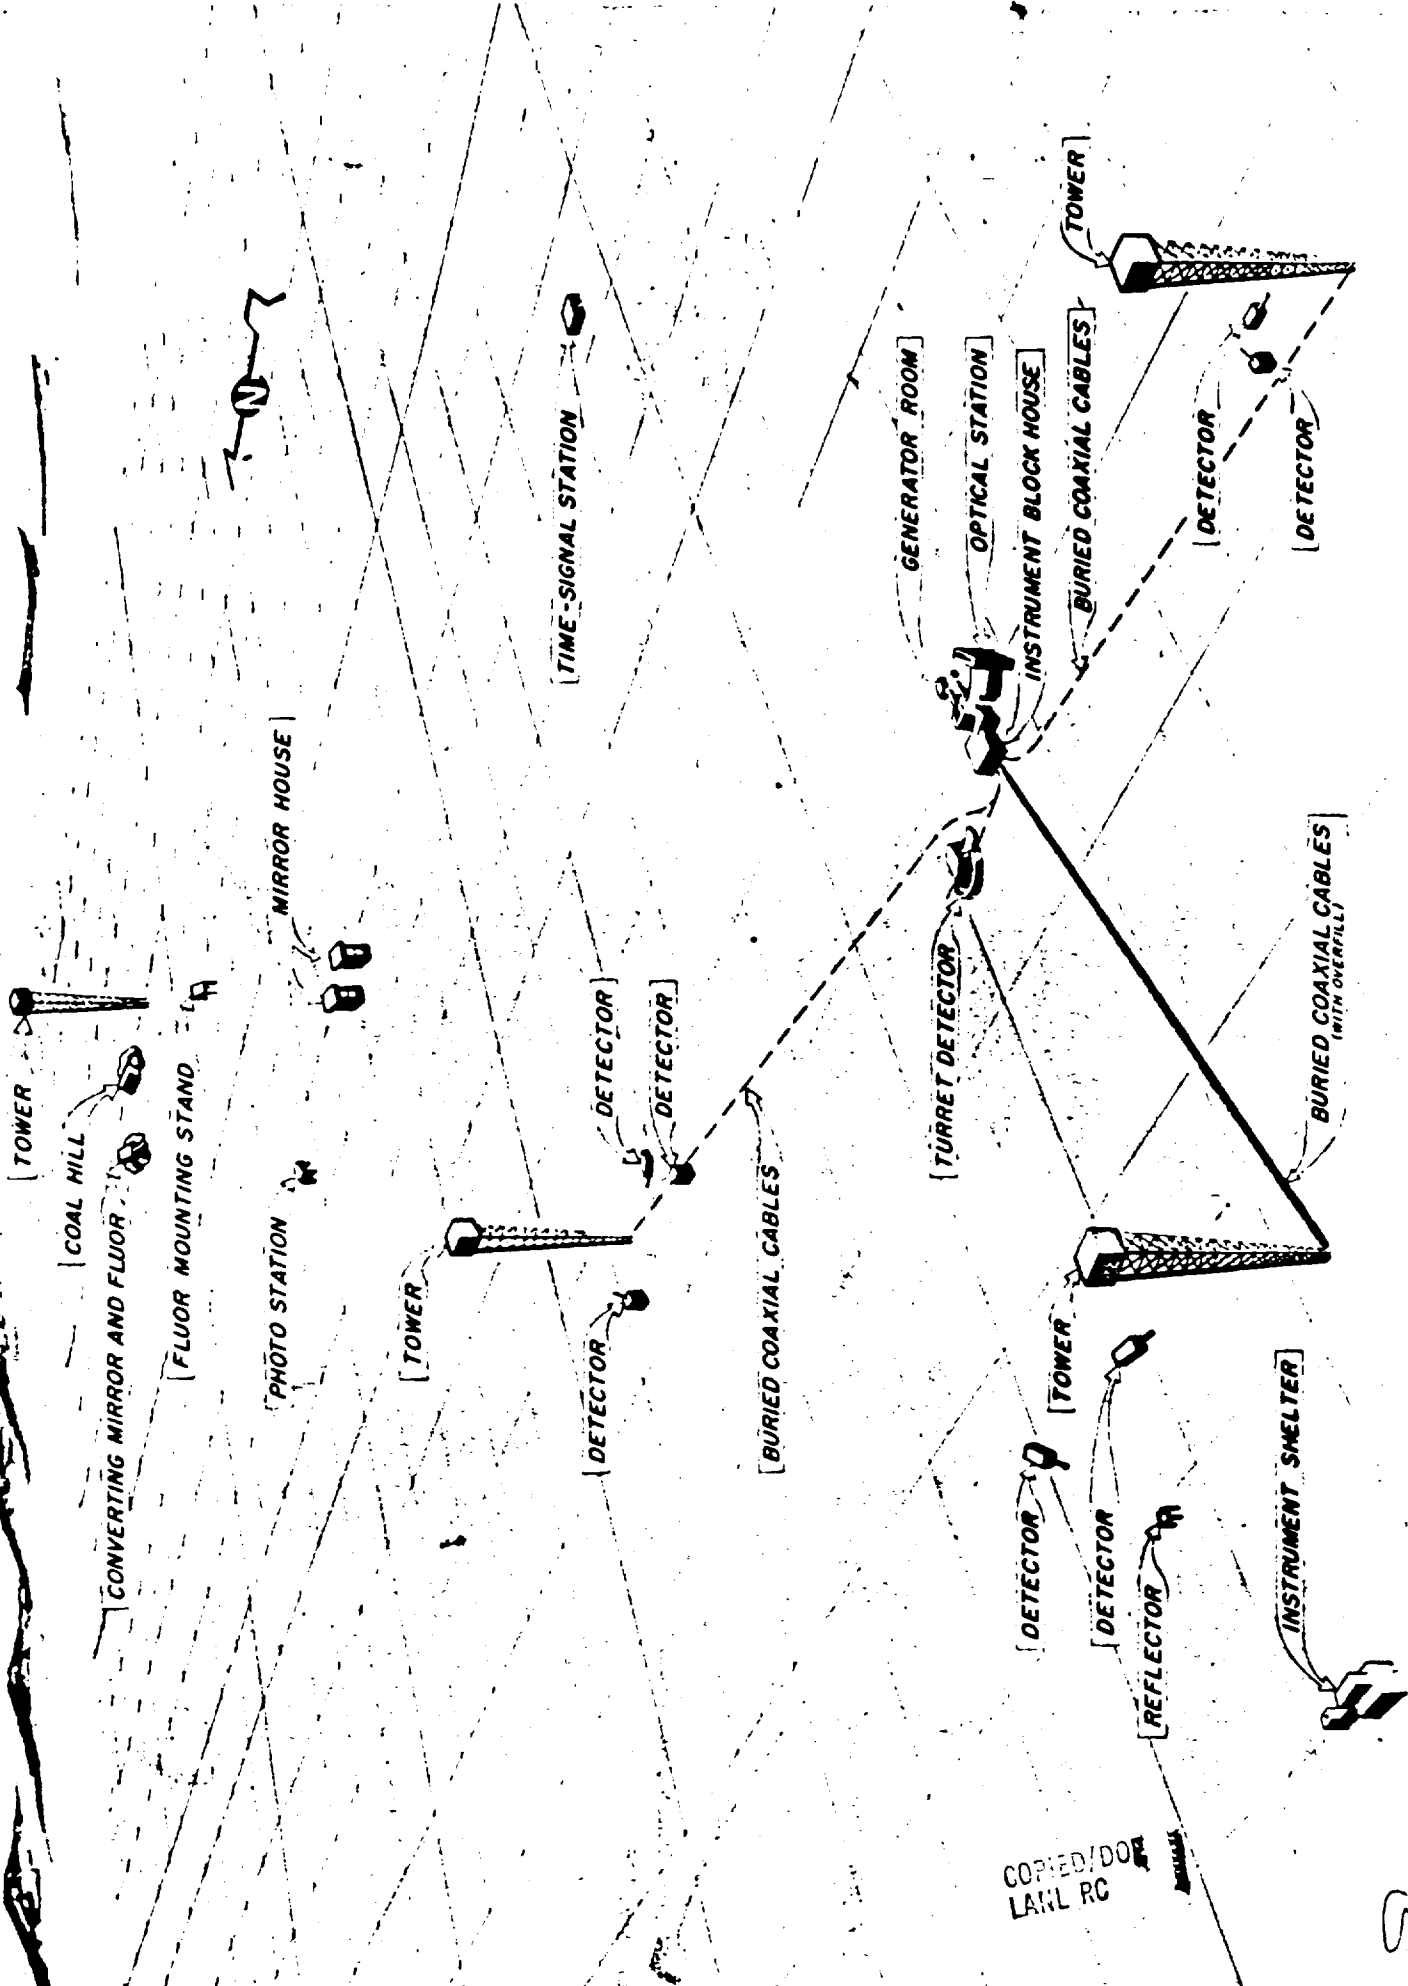 TOWER
COAL HILL
CONVERTING MIRROR AND FLUOR
FLUOR MOUNTING STAND
MIRROR HOUSE
PHOTO STATION
N
TOWER
TIME-SIGNAL STATION
DETECTOR
DETECTOR
DETECTOR
BURIED COAXIAL CABLES
GENERATOR ROOM
OPTICAL STATION
INSTRUMENT BLOCK HOUSE
BURIED COAXIAL CABLES
TOWER
TURRET DETECTOR
DETECTOR
DETECTOR
TOWER
DETECTOR
DETECTOR
REFLECTOR
BURIED COAXIAL CABLES
(WITH OVERFILL)
INSTRUMENT SHELTER
COPIED/DOE
LANL RC